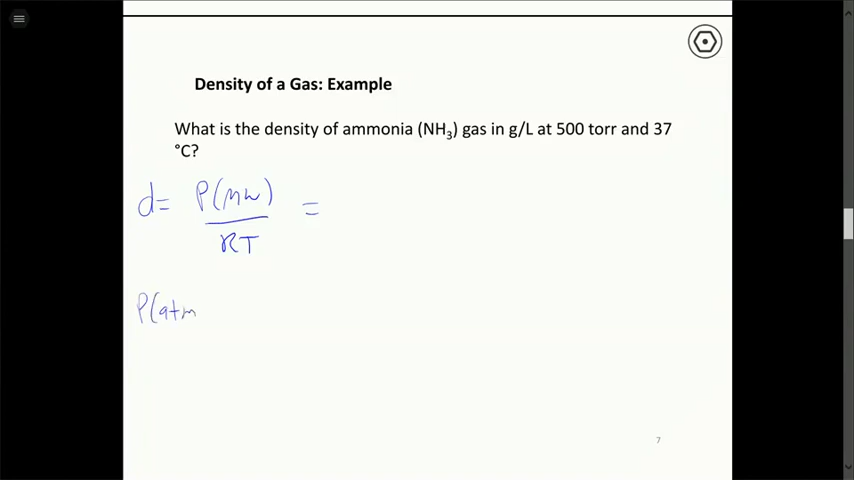 Density of a Gas: Example
What is the density of ammonia (NH₃) gas in g/L at 500 torr and 37
°C?
d= P(MW) =
RT
P(atm
7